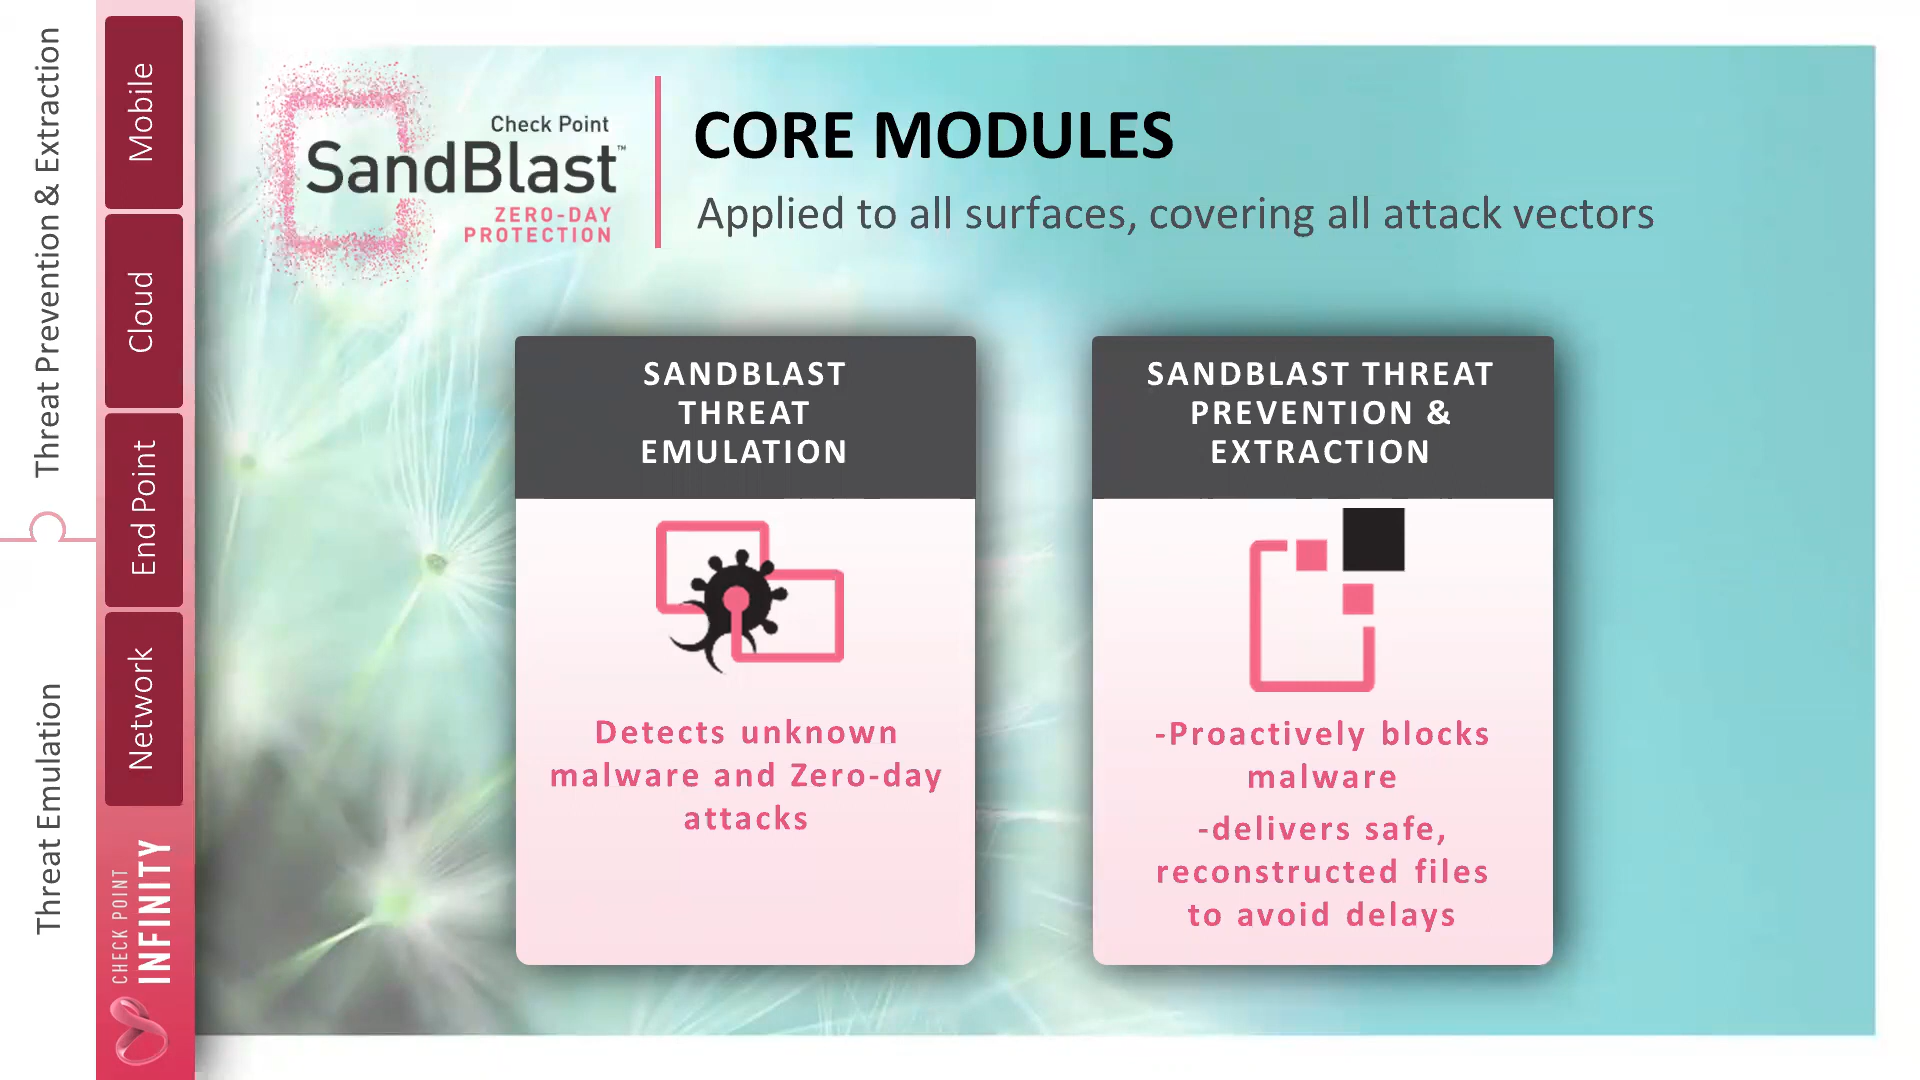 Threat Prevention & Extraction
Threat Emulation
Mobile
Cloud
End Point
Network
CHECK POINT
INFINITY
Check Point
SandBlast™
ZERO-DAY
PROTECTION
CORE MODULES
Applied to all surfaces, covering all attack vectors
SANDBLAST
THREAT
EMULATION
Detects unknown
malware and Zero-day
attacks
SANDBLAST THREAT
PREVENTION &
EXTRACTION
-Proactively blocks
malware
-delivers safe,
reconstructed files
to avoid delays